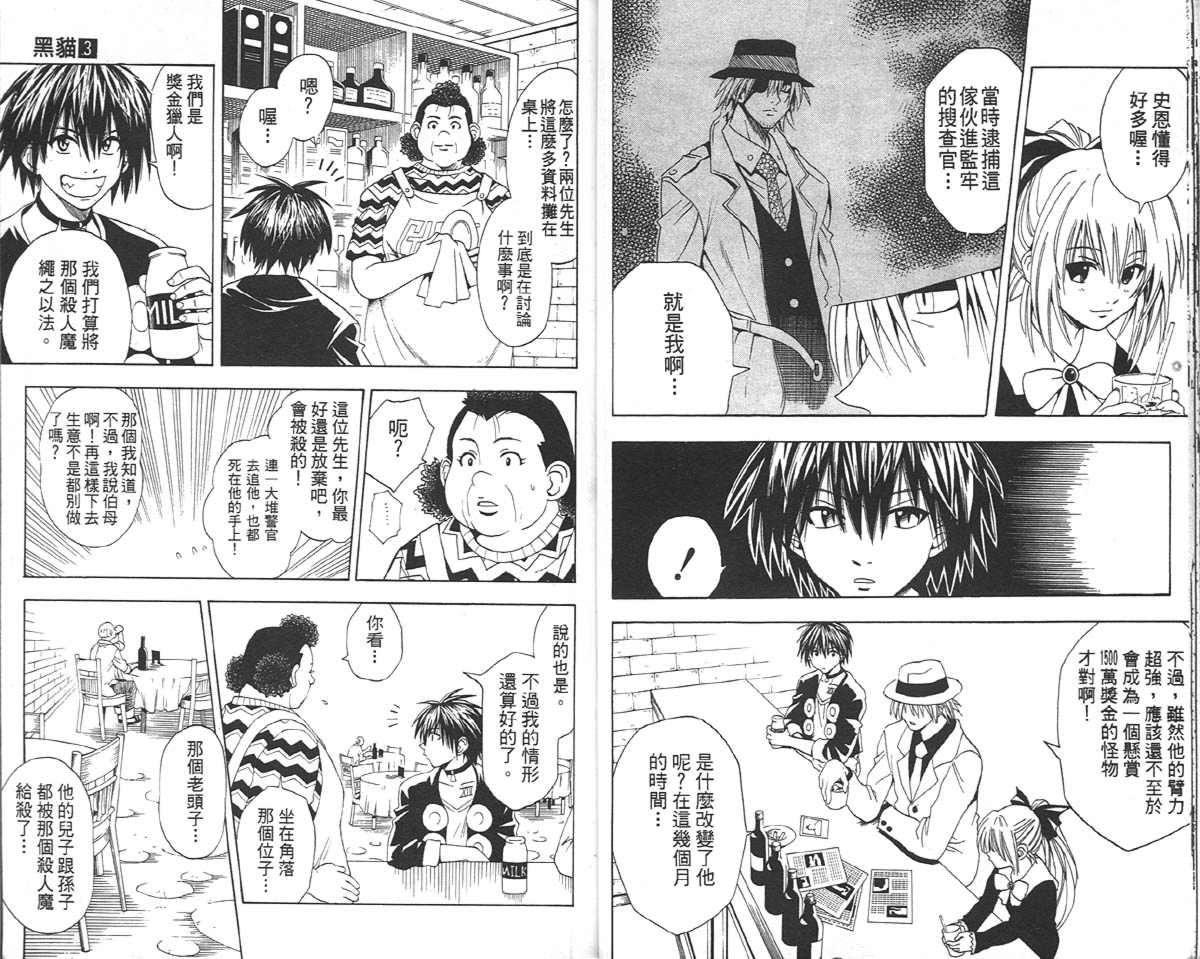 史恩懂得
好多喔…
當時逮捕這
傢伙進監牢
的搜查官…
就是我啊…
！
不過，雖然他的臂力
超強，應該還不至於
會成為一個懸賞
1500萬獎金的怪物
才對啊！
是什麼改變了他
呢？在這幾個月
的時間…
黑貓3
怎麼了？兩位先生
將這麼多資料攤在
桌上…
到底是在討論
什麼事啊？
嗯？
喔…
我們是
獎金獵人啊！
我們打算將
那個殺人魔
繩之以法。
呃？
……
這位先生，你最
好還是放棄吧，
會被殺的！
連一大堆警官
去追他，也都
死在他的手上！
那個我知道，
不過，我說伯母
啊！再這樣下去
生意不是都別做
了嗎？
說的也是。
不過我的情形
還算好的了。
你看…
坐在角落
那個位子…
MILK
XIII
那個老頭子…
他的兒子跟孫子
都被那個殺人魔
給殺了…